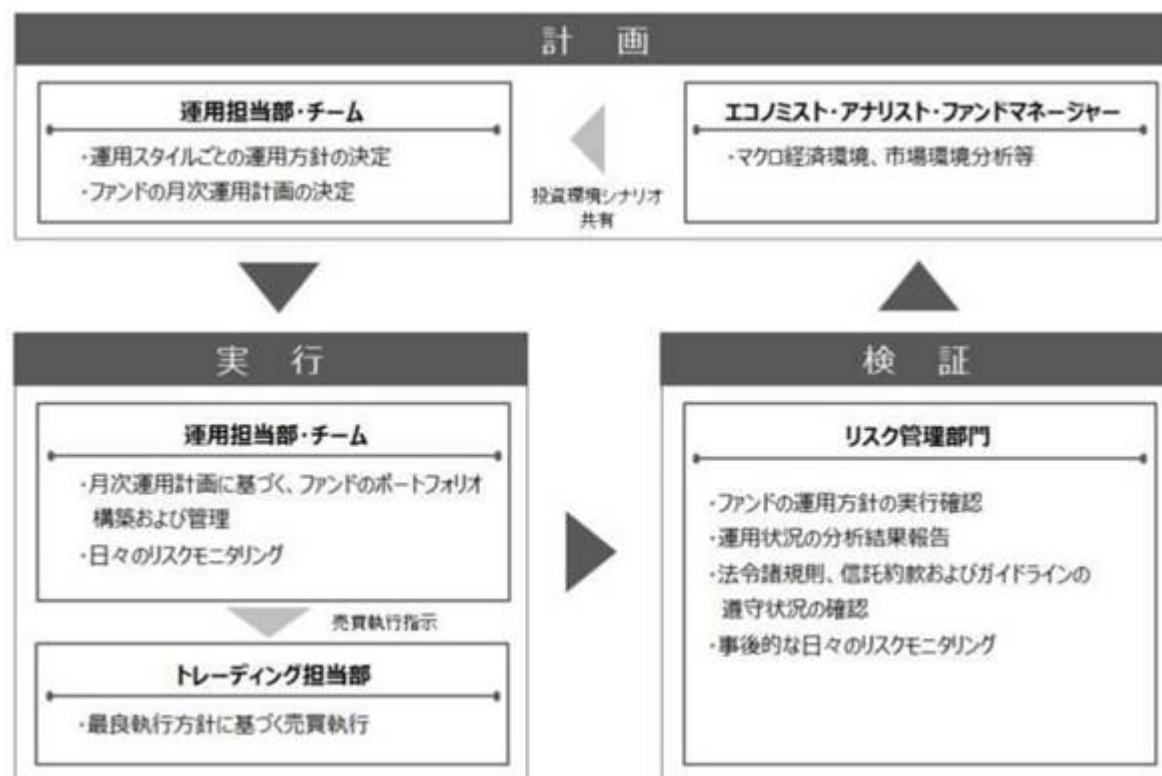 計 画
運用担当部・チーム
・運用スタイルごとの運用方針の決定
・ファンドの月次運用計画の決定
投資環境シナリオ
共有
エコノミスト・アナリスト・ファンドマネージャー
・マクロ経済環境、市場環境分析等
実 行
運用担当部・チーム
・月次運用計画に基づく、ファンドのポートフォリオ
構築および管理
・日々のリスクモニタリング
売買執行指示
トレーディング担当部
・最良執行方針に基づく売買執行
検 証
リスク管理部門
・ファンドの運用方針の実行確認
・運用状況の分析結果報告
・法令諸規則、信託約款およびガイドラインの
遵守状況の確認
・事後的な日々のリスクモニタリング